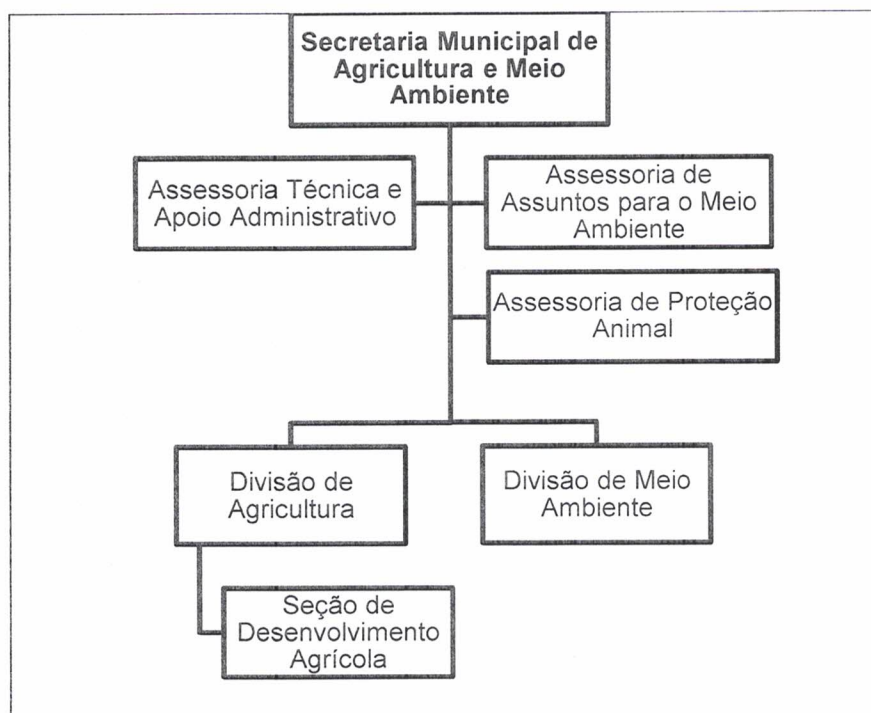 Secretaria Municipal de
Agricultura e Meio
Ambiente
Assessoria Técnica e
Apoio Administrativo
Assessoria de
Assuntos para o Meio
Ambiente
Assessoria de Proteção
Animal
Divisão de
Agricultura
Divisão de Meio
Ambiente
Seção de
Desenvolvimento
Agrícola